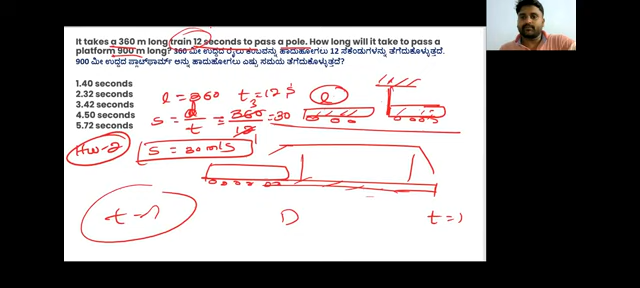 It takes a 360 m long train 12 seconds to pass a pole. How long will it take to pass a
platform 900 m long? 360 ಮೀ ಉದ್ದದ ರೈಲು ಕಂಬವನ್ನು ಹಾದುಹೋಗಲು 12 ಸೆಕೆಂಡುಗಳನ್ನು ತೆಗೆದುಕೊಳ್ಳುತ್ತದೆ.
900 ಮೀ ಉದ್ದದ ಪ್ಲಾಟ್‌ಫಾರ್ಮ್ ಅನ್ನು ಹಾದುಹೋಗಲು ಎಷ್ಟು ಸಮಯ ತೆಗೆದುಕೊಳ್ಳುತ್ತದೆ?
1.40 seconds
2.32 seconds
3.42 seconds
4.50 seconds
5.72 seconds
l = 360 t = 12 s
l
s = d/t = 360/12 = 30
3
1
HW-2
s = 30 m/s
D